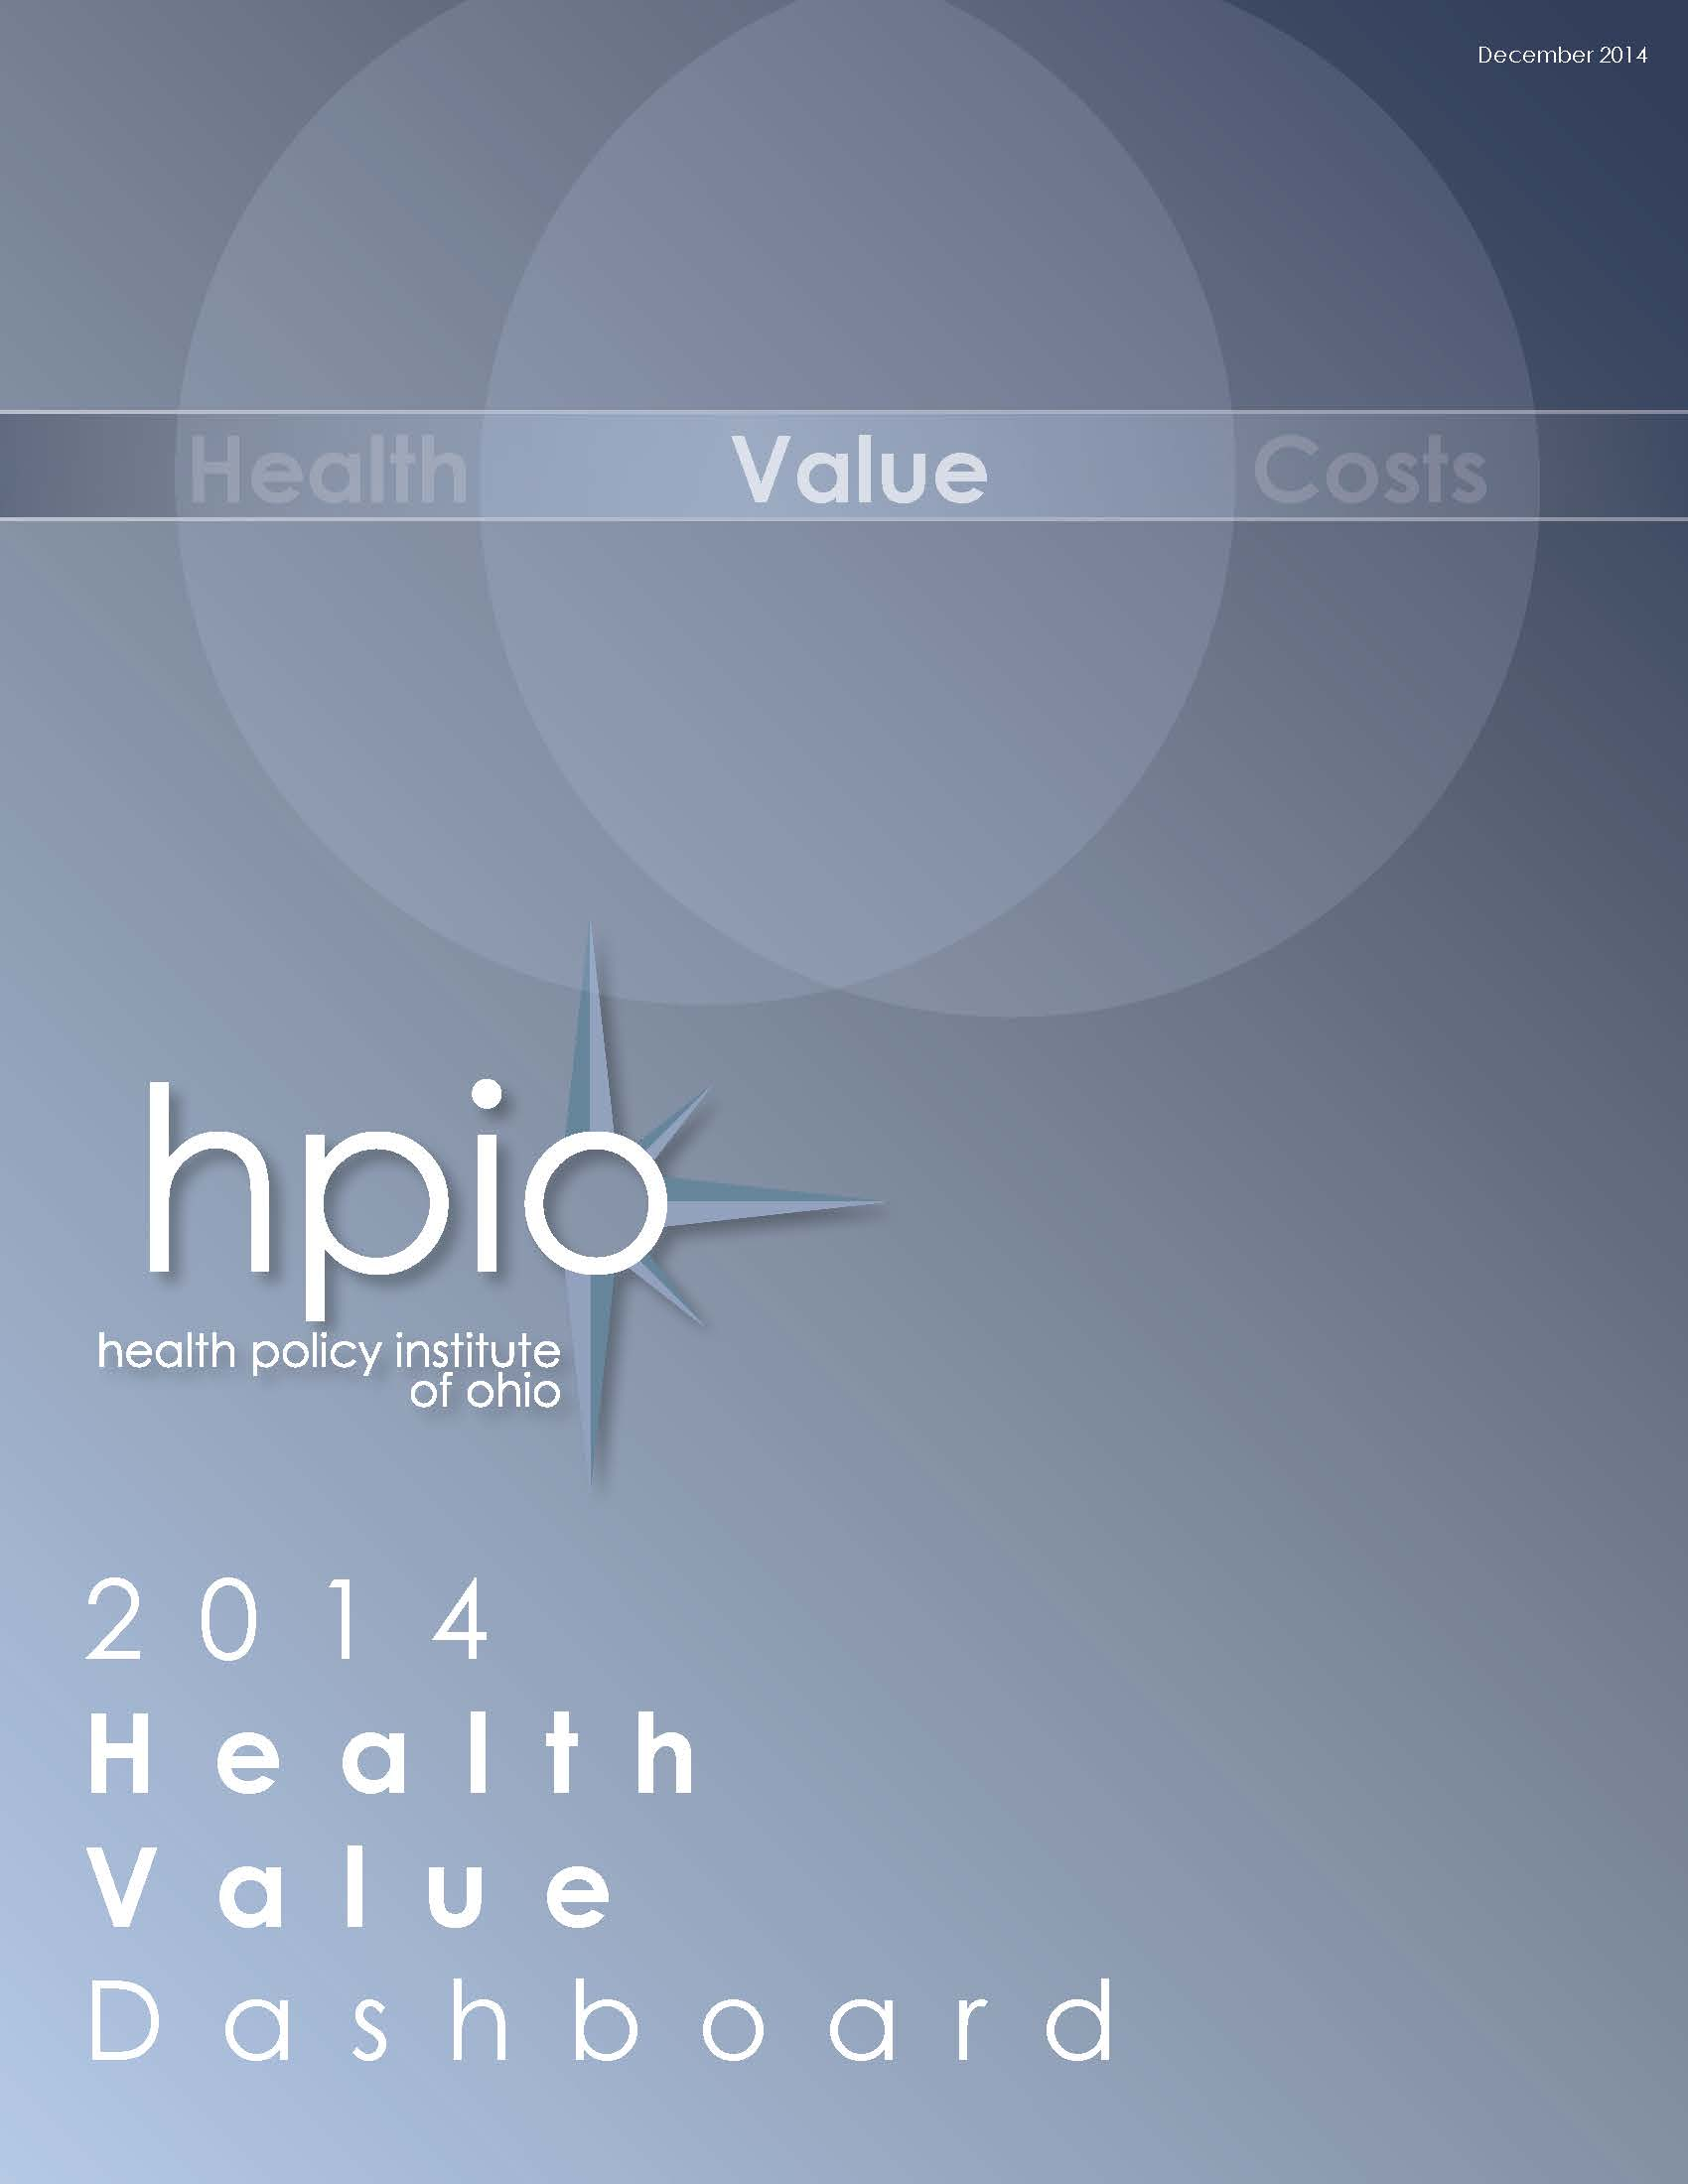 December 2014
Health Value Costs
hpio
health policy institute
of ohio
2014
Health
Value
Dashboard